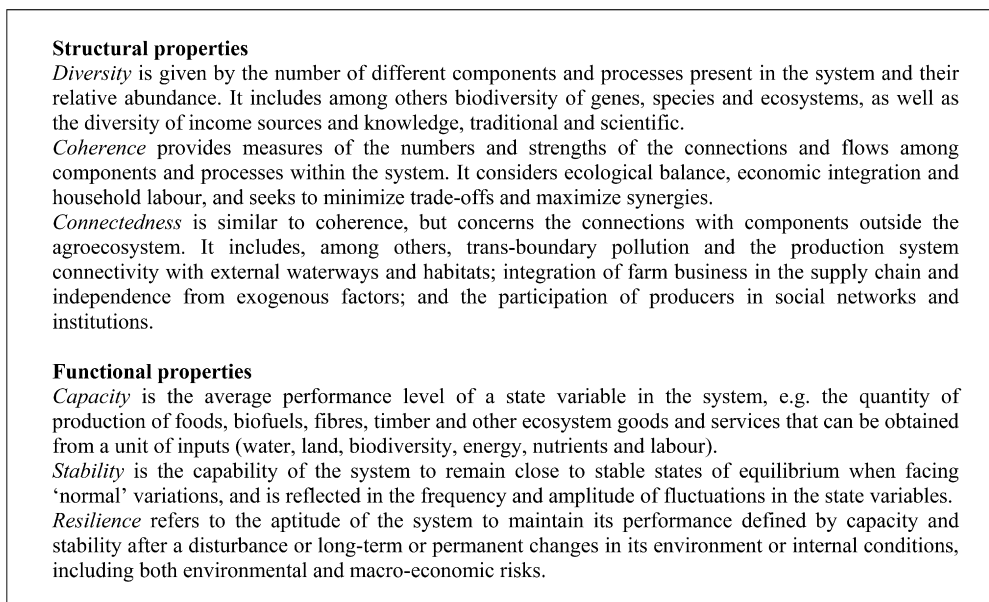 Structural properties
Diversity is given by the number of different components and processes present in the system and their
relative abundance. It includes among others biodiversity of genes, species and ecosystems, as well as
the diversity of income sources and knowledge, traditional and scientific.
Coherence provides measures of the numbers and strengths of the connections and flows among
components and processes within the system. It considers ecological balance, economic integration and
household labour, and seeks to minimize trade-offs and maximize synergies.
Connectedness is similar to coherence, but concerns the connections with components outside the
agroecosystem. It includes, among others, trans-boundary pollution and the production system
connectivity with external waterways and habitats; integration of farm business in the supply chain and
independence from exogenous factors; and the participation of producers in social networks and
institutions.
Functional properties
Capacity is the average performance level of a state variable in the system, e.g. the quantity of
production of foods, biofuels, fibres, timber and other ecosystem goods and services that can be obtained
from a unit of inputs (water, land, biodiversity, energy, nutrients and labour).
Stability is the capability of the system to remain close to stable states of equilibrium when facing
‘normal’ variations, and is reflected in the frequency and amplitude of fluctuations in the state variables.
Resilience refers to the aptitude of the system to maintain its performance defined by capacity and
stability after a disturbance or long-term or permanent changes in its environment or internal conditions,
including both environmental and macro-economic risks.